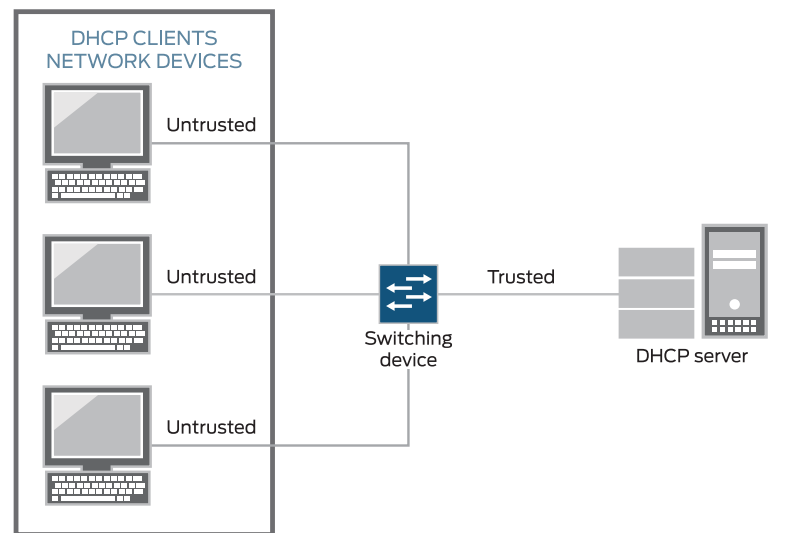 DHCP CLIENTS
NETWORK DEVICES
Untrusted
Untrusted
Trusted
Switching
device
DHCP server
Untrusted